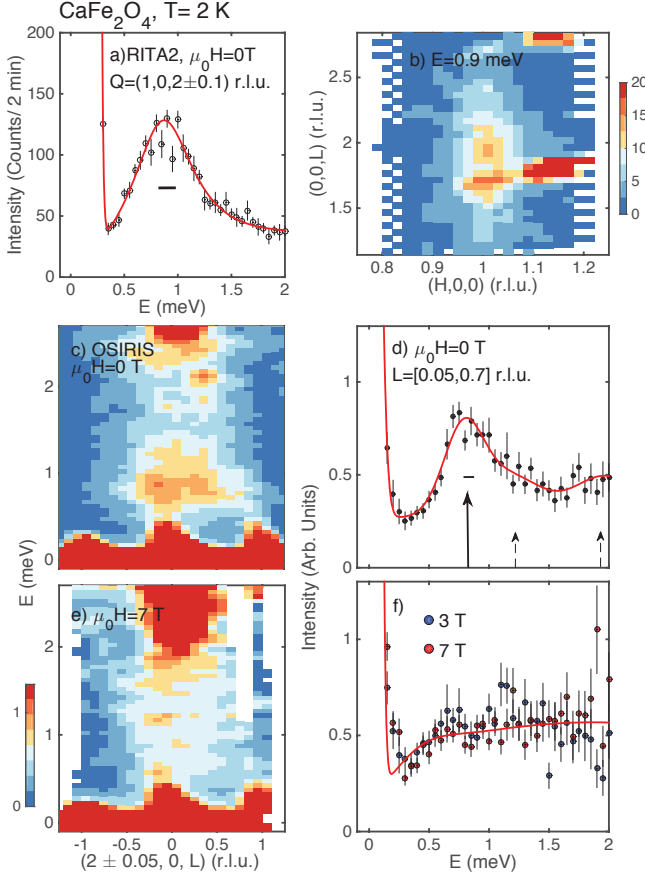 CaFe₂O₄, T= 2 K
a)RITA2, μ₀H=0T
Q=(1,0,2±0.1) r.l.u.
200
150
100
50
0
Intensity (Counts/ 2 min)
0
0.5
1
1.5
2
E (meV)
b) E=0.9 meV
2.5
2
1.5
(0,0,L) (r.l.u.)
0.8
0.9
1
1.1
1.2
(H,0,0) (r.l.u.)
20
15
10
5
0
c) OSIRIS
μ₀H=0 T
2
1
0
d) μ₀H=0 T
L=[0.05,0.7] r.l.u.
1
0.5
0
Intensity (Arb. Units)
E (meV)
e) μ₀H=7 T
2
1
0
1
0
-1
-0.5
0
0.5
1
(2 ± 0.05, 0, L) (r.l.u.)
f)
3 T
7 T
1
0.5
0
0
0.5
1
1.5
2
E (meV)